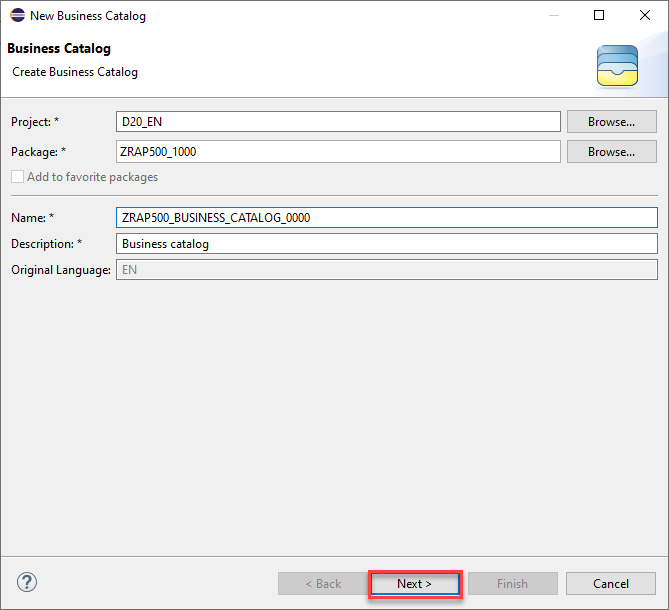 New Business Catalog
Business Catalog
Create Business Catalog
Project: * D20_EN Browse...
Package: * ZRAP500_1000 Browse...
Add to favorite packages
Name: * ZRAP500_BUSINESS_CATALOG_0000
Description: * Business catalog
Original Language: EN
? < Back Next > Finish Cancel